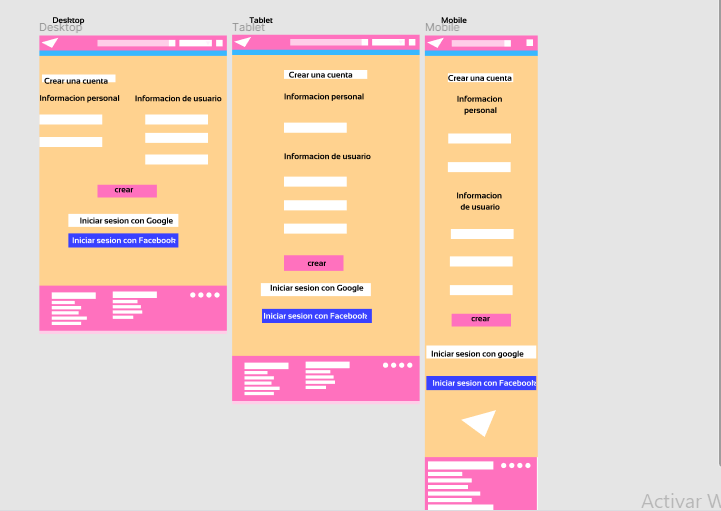 Desktop
Desktop
Crear una cuenta
Informacion personal
Informacion de usuario
crear
Iniciar sesion con Google
Iniciar sesion con Facebook
Tablet
Tablet
Crear una cuenta
Informacion personal
Informacion de usuario
crear
Iniciar sesion con Google
Iniciar sesion con Facebook
Mobile
Mobile
Crear una cuenta
Informacion
personal
Informacion
de usuario
crear
Iniciar sesion con google
Iniciar sesion con Facebook
Activar W